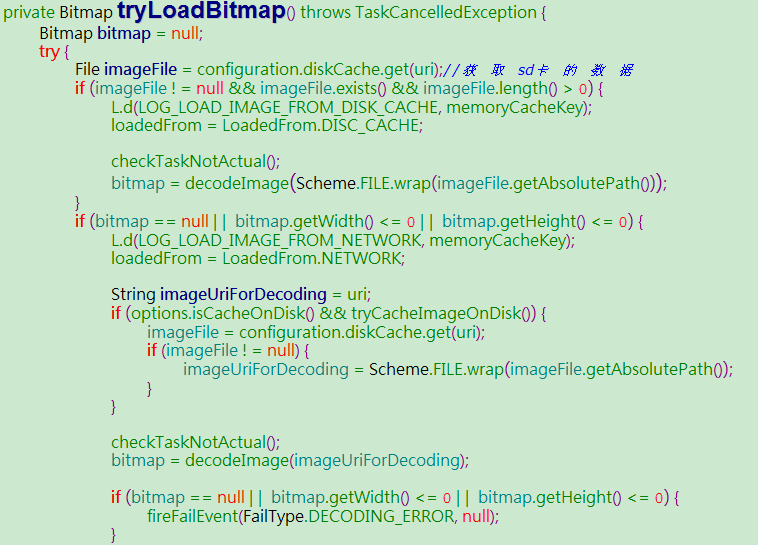 private Bitmap tryLoadBitmap() throws TaskCancelledException {
Bitmap bitmap = null;
try {
File imageFile = configuration.diskCache.get(uri);//获 取 sd卡 的 数 据
if (imageFile ! = null && imageFile.exists() && imageFile.length() > 0) {
L.d(LOG_LOAD_IMAGE_FROM_DISK_CACHE, memoryCacheKey);
loadedFrom = LoadedFrom.DISC_CACHE;
checkTaskNotActual();
bitmap = decodeImage(Scheme.FILE.wrap(imageFile.getAbsolutePath()));
}
if (bitmap == null || bitmap.getWidth() <= 0 || bitmap.getHeight() <= 0) {
L.d(LOG_LOAD_IMAGE_FROM_NETWORK, memoryCacheKey);
loadedFrom = LoadedFrom.NETWORK;
String imageUriForDecoding = uri;
if (options.isCacheOnDisk() && tryCacheImageOnDisk()) {
imageFile = configuration.diskCache.get(uri);
if (imageFile ! = null) {
imageUriForDecoding = Scheme.FILE.wrap(imageFile.getAbsolutePath());
}
}
checkTaskNotActual();
bitmap = decodeImage(imageUriForDecoding);
if (bitmap == null || bitmap.getWidth() <= 0 || bitmap.getHeight() <= 0) {
fireFailEvent(FailType.DECODING_ERROR, null);
}